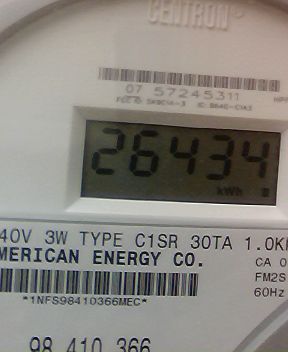 CENTRON
07 57245311
26434
kWh
40V 3W TYPE C1SR 30TA 1.0K
MERICAN ENERGY CO.
CA 0
FM2S
60Hz
*1NFS98410366MEC*
98 410 366